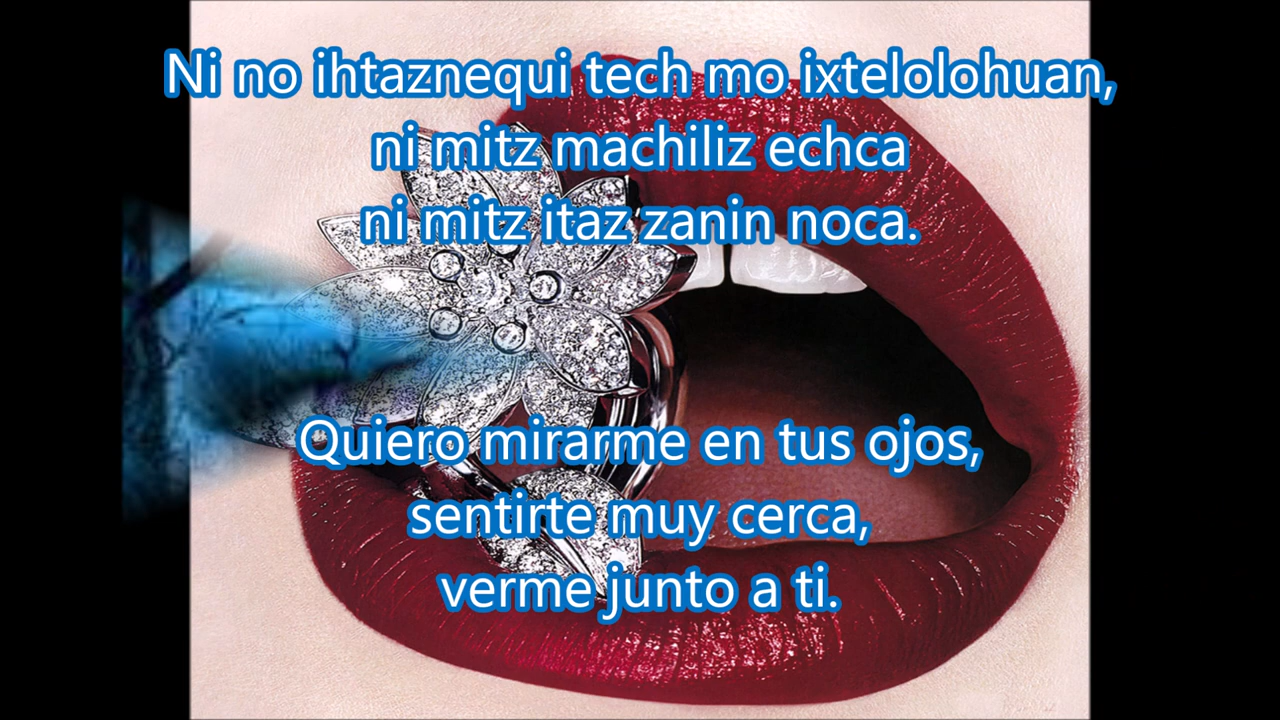 Ni no ihtaznequi tech mo ixtelolohuan,
ni mitz machiliz echca
ni mitz itaz zanin noca.
Quiero mirarme en tus ojos,
sentirte muy cerca,
verme junto a ti.